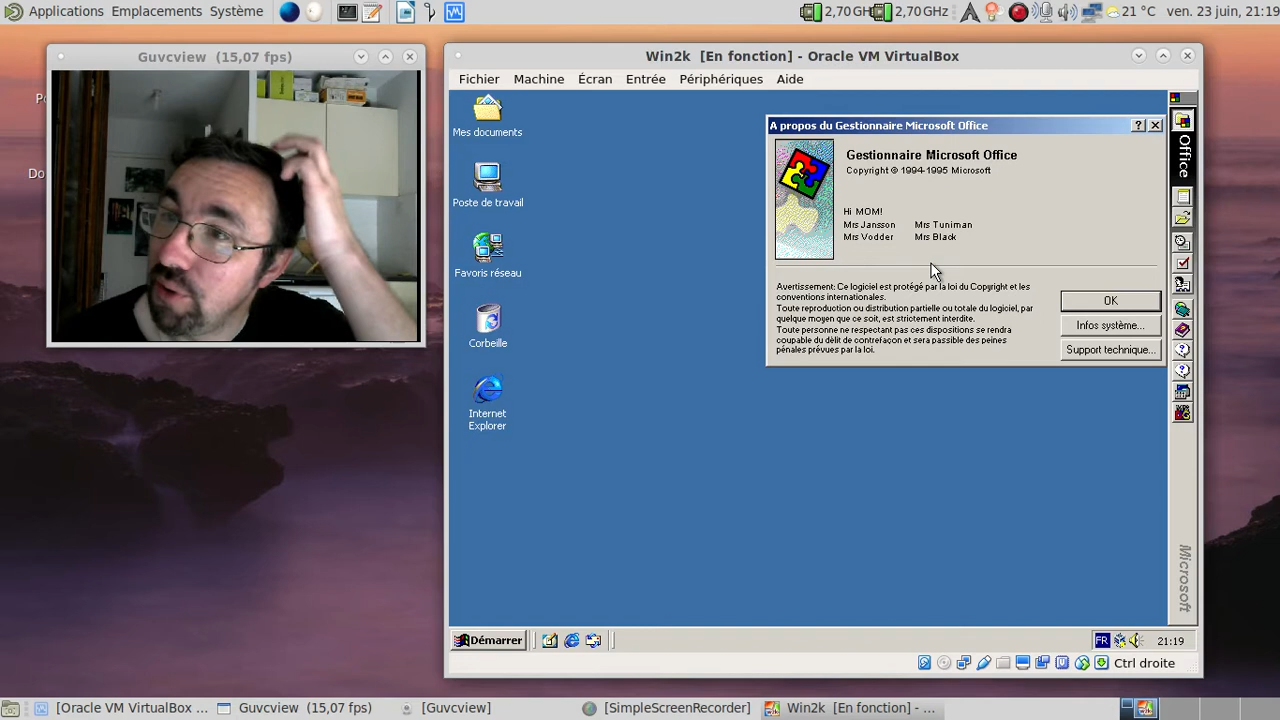 Applications Emplacements Système
2,70 GHz 2,70 GHz 21 °C ven. 23 juin, 21:19
Guvcview (15,07 fps)
Win2k [En fonction] - Oracle VM VirtualBox
Fichier Machine Écran Entrée Périphériques Aide
Mes documents
Poste de travail
Favoris réseau
Corbeille
Internet
Explorer
A propos du Gestionnaire Microsoft Office
Gestionnaire Microsoft Office
Copyright © 1994-1995 Microsoft
Hi MOM!
Mrs Jansson Mrs Tuniman
Mrs Vodder Mrs Black
Avertissement: Ce logiciel est protégé par la loi du Copyright et les
conventions internationales.
Toute reproduction ou distribution partielle ou totale du logiciel, par
quelque moyen que ce soit, est strictement interdite.
Toute personne ne respectant pas ces dispositions se rendra
coupable du délit de contrefaçon et sera passible des peines
pénales prévues par la loi.
OK
Infos système...
Support technique...
Office
Microsoft
Démarrer
FR 21:19
Ctrl droite
[Oracle VM VirtualBox ... Guvcview (15,07 fps) [Guvcview] [SimpleScreenRecorder] Win2k [En fonction] - ...